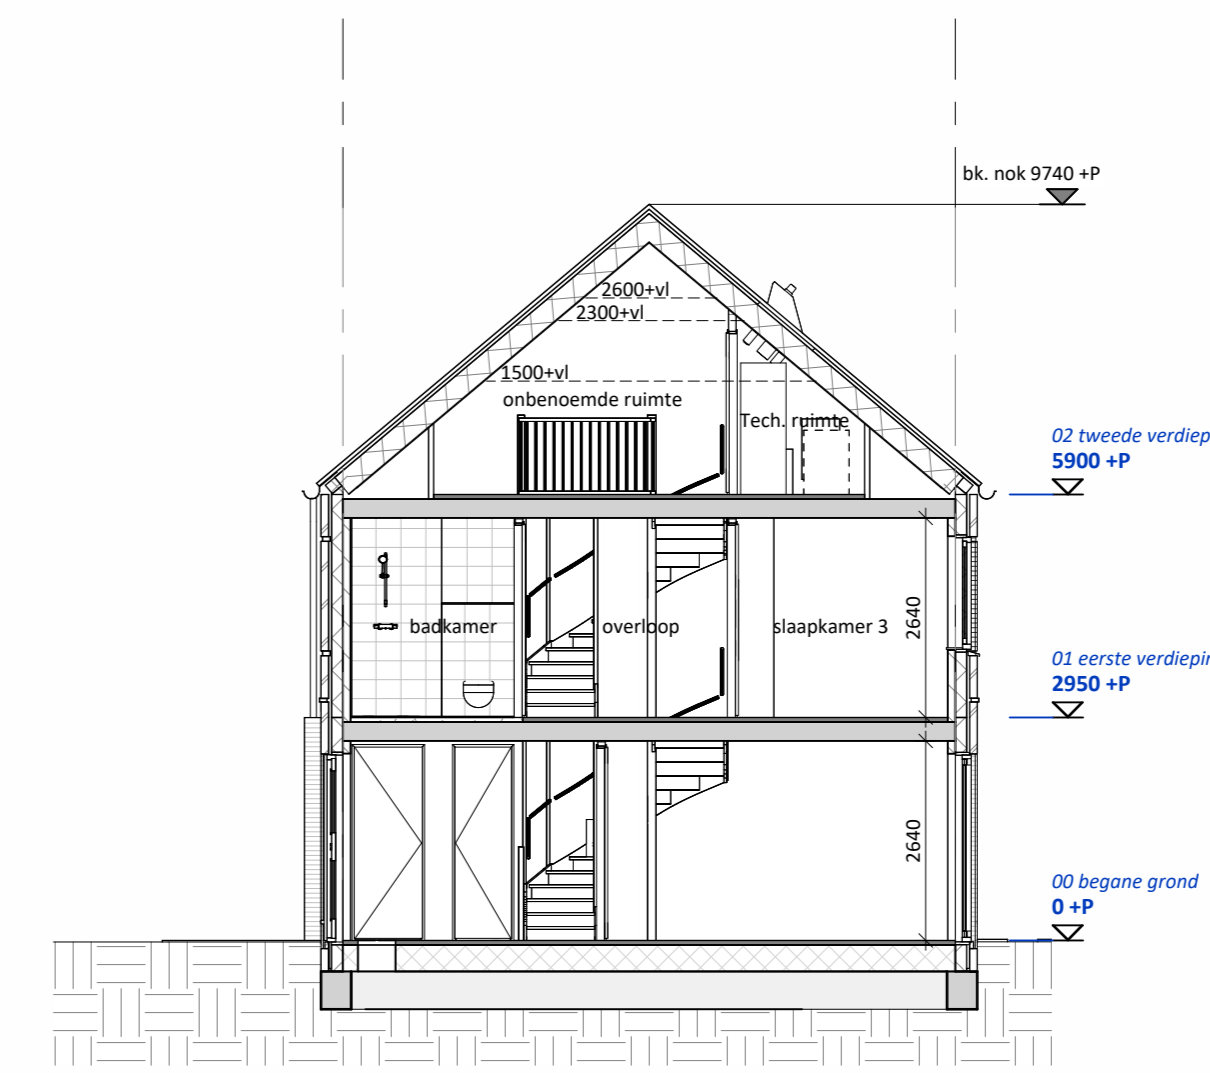 bk. nok 9740 +P
2600+vl
2300+vl
1500+vl
onbenoemde ruimte
Tech. ruimte
02 tweede verdiep
5900 +P
badkamer
overloop
slaapkamer 3
2640
01 eerste verdiepin
2950 +P
2640
00 begane grond
0 +P